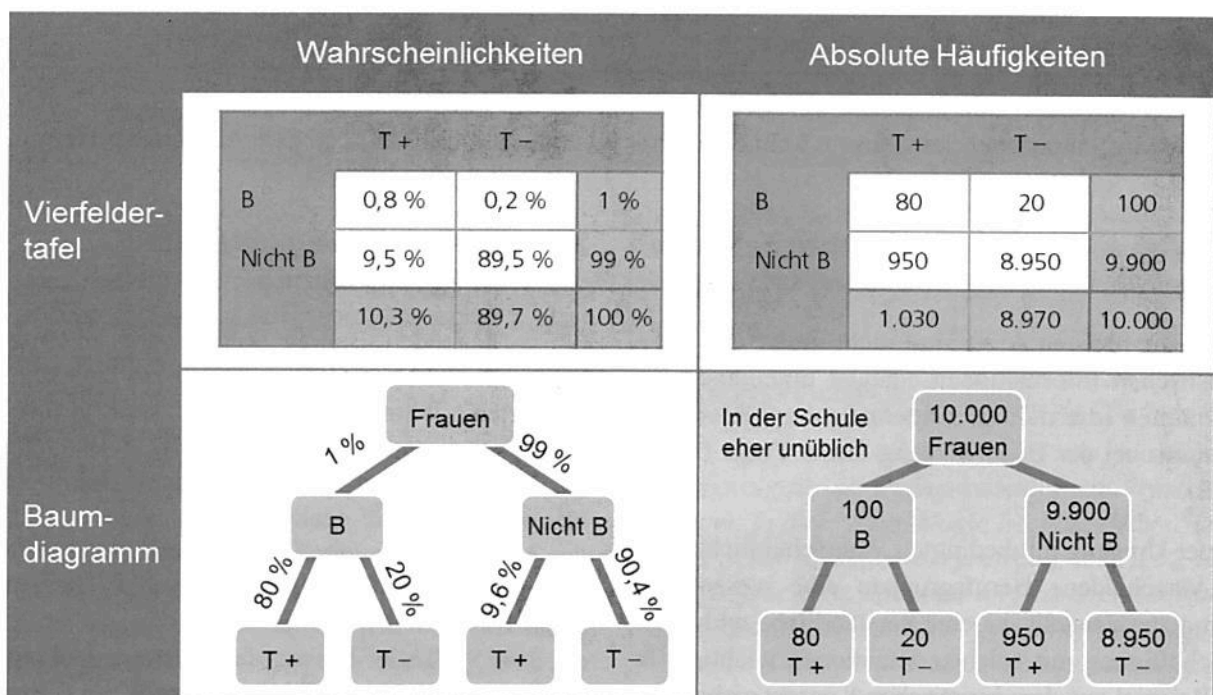 Wahrscheinlichkeiten
Absolute Häufigkeiten
Vierfelder-
tafel
T + T –
B 0,8 % 0,2 % 1 %
Nicht B 9,5 % 89,5 % 99 %
10,3 % 89,7 % 100 %
T + T –
B 80 20 100
Nicht B 950 8.950 9.900
1.030 8.970 10.000
Baum-
diagramm
Frauen
1 % 99 %
B Nicht B
80 % 20 % 9,6 % 90,4 %
T + T – T + T –
In der Schule
eher unüblich
10.000
Frauen
100
B
9.900
Nicht B
80
T +
20
T –
950
T +
8.950
T –